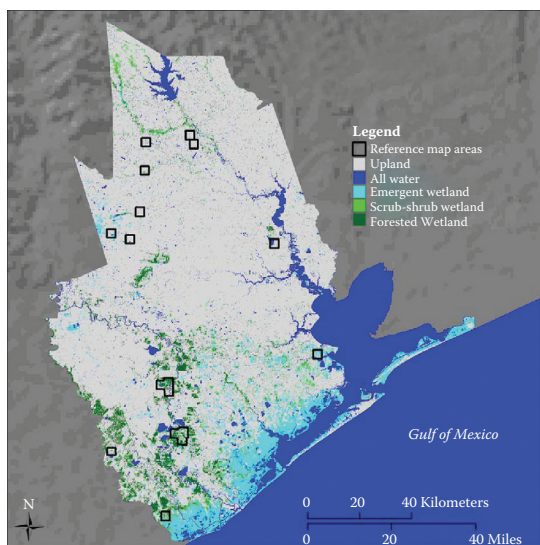 Legend
Reference map areas
Upland
All water
Emergent wetland
Scrub-shrub wetland
Forested Wetland
Gulf of Mexico
N
0 20 40 Kilometers
0 20 40 Miles